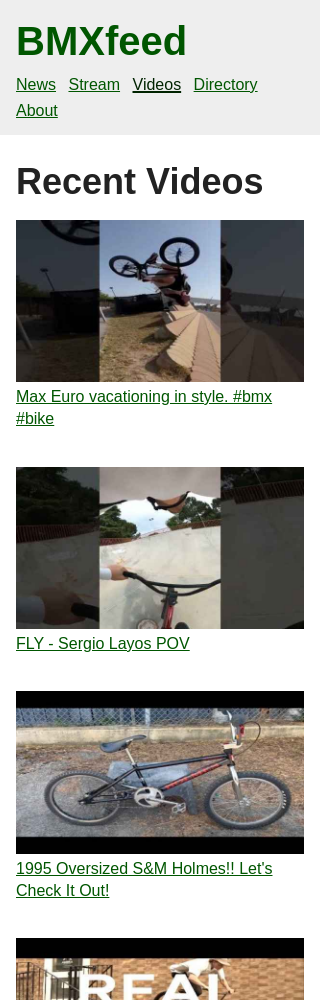 BMXfeed
News Stream Videos Directory
About
Recent Videos
Max Euro vacationing in style. #bmx
#bike
FLY - Sergio Layos POV
1995 Oversized S&M Holmes!! Let's
Check It Out!
REAL